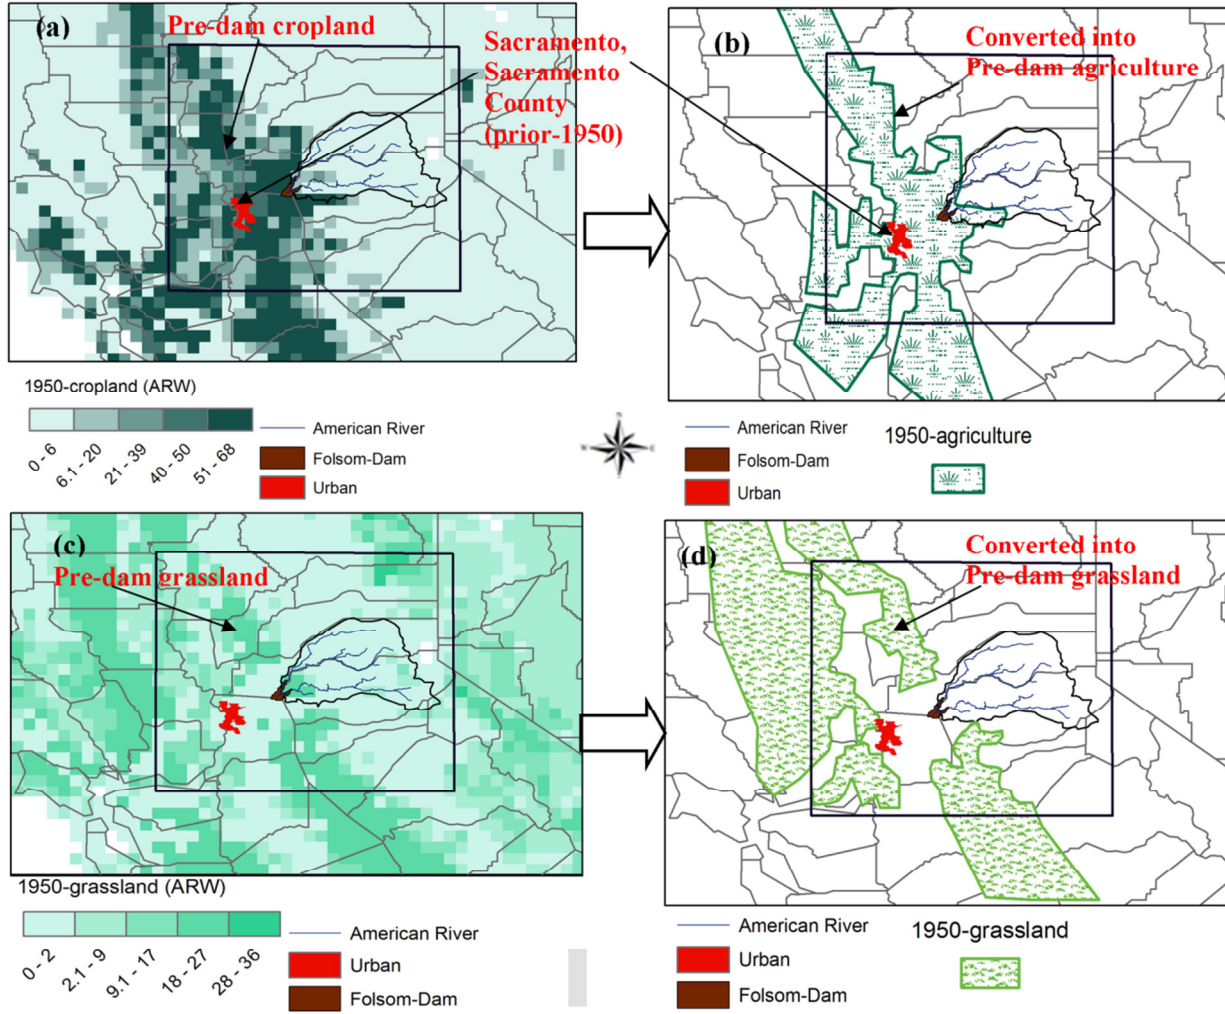 (a)
Pre-dam cropland
Sacramento,
Sacramento
County
(prior-1950)
(b)
Converted into
Pre-dam agriculture
1950-cropland (ARW)
0-6
6.1-20
21-39
40-50
51-68
American River
Folsom-Dam
Urban
N
W
E
S
American River
Folsom-Dam
Urban
1950-agriculture
(c)
Pre-dam grassland
(d)
Converted into
Pre-dam grassland
1950-grassland (ARW)
0-2
2.1-9
9.1-17
18-27
28-36
American River
Urban
Folsom-Dam
American River
Urban
Folsom-Dam
1950-grassland